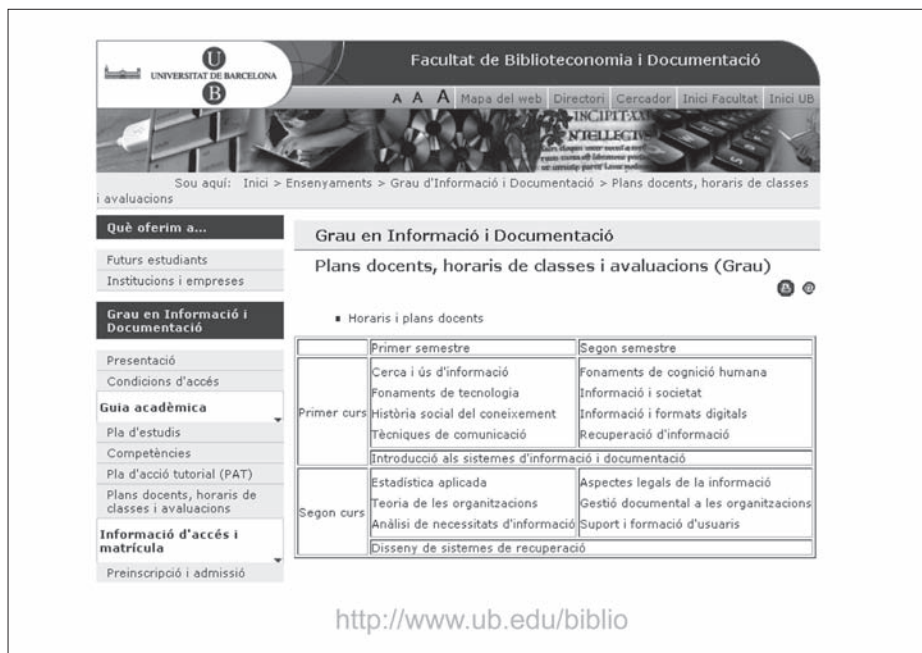 U
UNIVERSITAT DE BARCELONA
B
Facultat de Biblioteconomia i Documentació
A A A Mapa del web Directori Cercador Inici Facultat Inici UB
INTELLECTVS
Sou aquí: Inici > Ensenyaments > Grau d'Informació i Documentació > Plans docents, horaris de classes
i avaluacions
Què oferim a...
Futurs estudiants
Institucions i empreses
Grau en Informació i
Documentació
Presentació
Condicions d'accés
Guia acadèmica
Pla d'estudis
Competències
Pla d'acció tutorial (PAT)
Plans docents, horaris de
classes i avaluacions
Informació d'accés i
matrícula
Preinscripció i admissió
Grau en Informació i Documentació
Plans docents, horaris de classes i avaluacions (Grau)
Horaris i plans docents
Primer semestre Segon semestre
Primer curs
Cerca i ús d'informació Fonaments de cognició humana
Fonaments de tecnologia Informació i societat
Història social del coneixement Informació i formats digitals
Tècniques de comunicació Recuperació d'informació
Introducció als sistemes d'informació i documentació
Segon curs
Estadística aplicada Aspectes legals de la informació
Teoria de les organitzacions Gestió documental a les organitzacions
Anàlisi de necessitats d'informació Suport i formació d'usuaris
Disseny de sistemes de recuperació
http://www.ub.edu/biblio